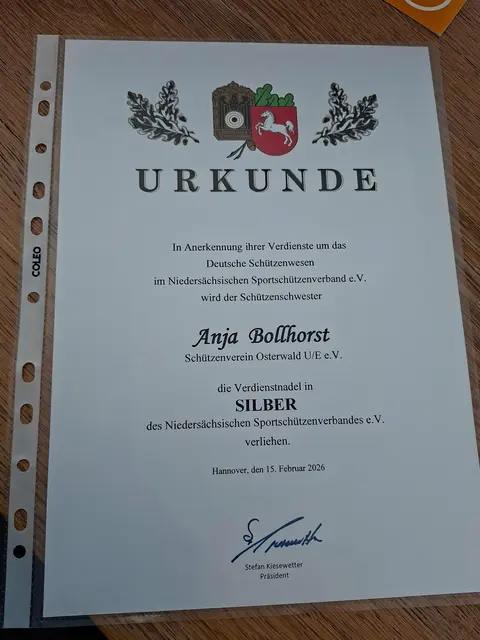 COLEO
URKUNDE
In Anerkennung ihrer Verdienste um das
Deutsche Schützenwesen
im Niedersächsischen Sportschützenverband e.V.
wird der Schützenschwester
Anja Bollhorst
Schützenverein Osterwald U/E e.V.
die Verdienstnadel in
SILBER
des Niedersächsischen Sportschützenverbandes e.V.
verliehen.
Hannover, den 15. Februar 2026
Stefan Kiesewetter
Präsident